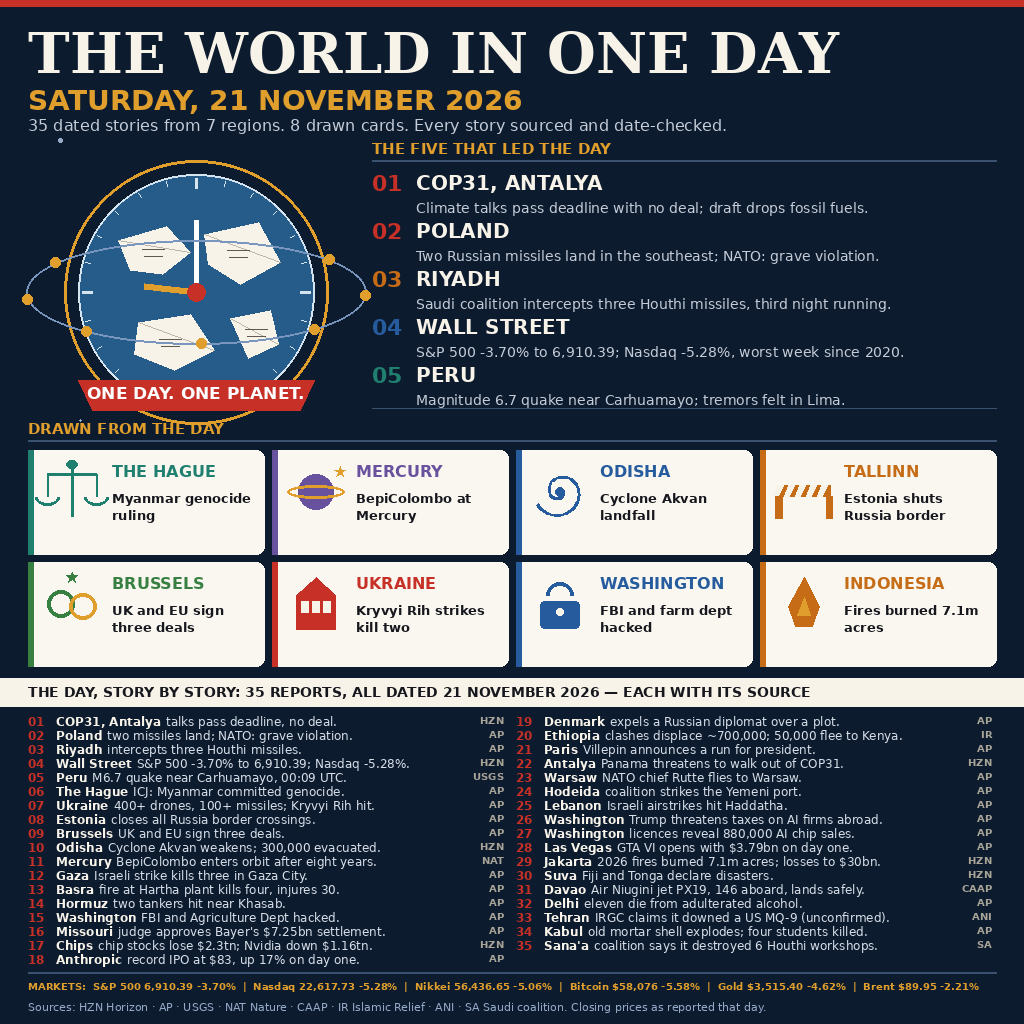 THE WORLD IN ONE DAY
SATURDAY, 21 NOVEMBER 2026
35 dated stories from 7 regions. 8 drawn cards. Every story sourced and date-checked.
THE FIVE THAT LED THE DAY
01 COP31, ANTALYA
Climate talks pass deadline with no deal; draft drops fossil fuels.
02 POLAND
Two Russian missiles land in the southeast; NATO: grave violation.
03 RIYADH
Saudi coalition intercepts three Houthi missiles, third night running.
04 WALL STREET
S&P 500 -3.70% to 6,910.39; Nasdaq -5.28%, worst week since 2020.
05 PERU
Magnitude 6.7 quake near Carhuamayo; tremors felt in Lima.
ONE DAY. ONE PLANET.
DRAWN FROM THE DAY
THE HAGUE
Myanmar genocide
ruling
MERCURY
BepiColombo at
Mercury
ODISHA
Cyclone Akvan
landfall
TALLINN
Estonia shuts
Russia border
BRUSSELS
UK and EU sign
three deals
UKRAINE
Kryvyi Rih strikes
kill two
WASHINGTON
FBI and farm dept
hacked
INDONESIA
Fires burned 7.1m
acres
THE DAY, STORY BY STORY: 35 REPORTS, ALL DATED 21 NOVEMBER 2026 — EACH WITH ITS SOURCE
01 COP31, Antalya talks pass deadline, no deal. HZN
02 Poland two missiles land; NATO: grave violation. AP
03 Riyadh intercepts three Houthi missiles. AP
04 Wall Street S&P 500 -3.70% to 6,910.39; Nasdaq -5.28%. HZN
05 Peru M6.7 quake near Carhuamayo, 00:09 UTC. USGS
06 The Hague ICJ: Myanmar committed genocide. AP
07 Ukraine 400+ drones, 100+ missiles; Kryvyi Rih hit. AP
08 Estonia closes all Russia border crossings. AP
09 Brussels UK and EU sign three deals. AP
10 Odisha Cyclone Akvan weakens; 300,000 evacuated. HZN
11 Mercury BepiColombo enters orbit after eight years. NAT
12 Gaza Israeli strike kills three in Gaza City. AP
13 Basra fire at Hartha plant kills four, injures 30. AP
14 Hormuz two tankers hit near Khasab. AP
15 Washington FBI and Agriculture Dept hacked. AP
16 Missouri judge approves Bayer's $7.25bn settlement. AP
17 Chips chip stocks lose $2.3tn; Nvidia down $1.16tn. HZN
18 Anthropic record IPO at $83, up 17% on day one. AP
19 Denmark expels a Russian diplomat over a plot. AP
20 Ethiopia clashes displace ~700,000; 50,000 flee to Kenya. IR
21 Paris Villepin announces a run for president. AP
22 Antalya Panama threatens to walk out of COP31. HZN
23 Warsaw NATO chief Rutte flies to Warsaw. AP
24 Hodeida coalition strikes the Yemeni port. AP
25 Lebanon Israeli airstrikes hit Haddatha. AP
26 Washington Trump threatens taxes on AI firms abroad. AP
27 Washington licences reveal 880,000 AI chip sales. AP
28 Las Vegas GTA VI opens with $3.79bn on day one. AP
29 Jakarta 2026 fires burned 7.1m acres; losses to $30bn. HZN
30 Suva Fiji and Tonga declare disasters. HZN
31 Davao Air Niugini jet PX19, 146 aboard, lands safely. CAAP
32 Delhi eleven die from adulterated alcohol. AP
33 Tehran IRGC claims it downed a US MQ-9 (unconfirmed). ANI
34 Kabul old mortar shell explodes; four students killed. AP
35 Sana'a coalition says it destroyed 6 Houthi workshops. SA
MARKETS: S&P 500 6,910.39 -3.70% | Nasdaq 22,617.73 -5.28% | Nikkei 56,436.65 -5.06% | Bitcoin $58,076 -5.58% | Gold $3,515.40 -4.62% | Brent $89.95 -2.21%
Sources: HZN Horizon · AP · USGS · NAT Nature · CAAP · IR Islamic Relief · ANI · SA Saudi coalition. Closing prices as reported that day.